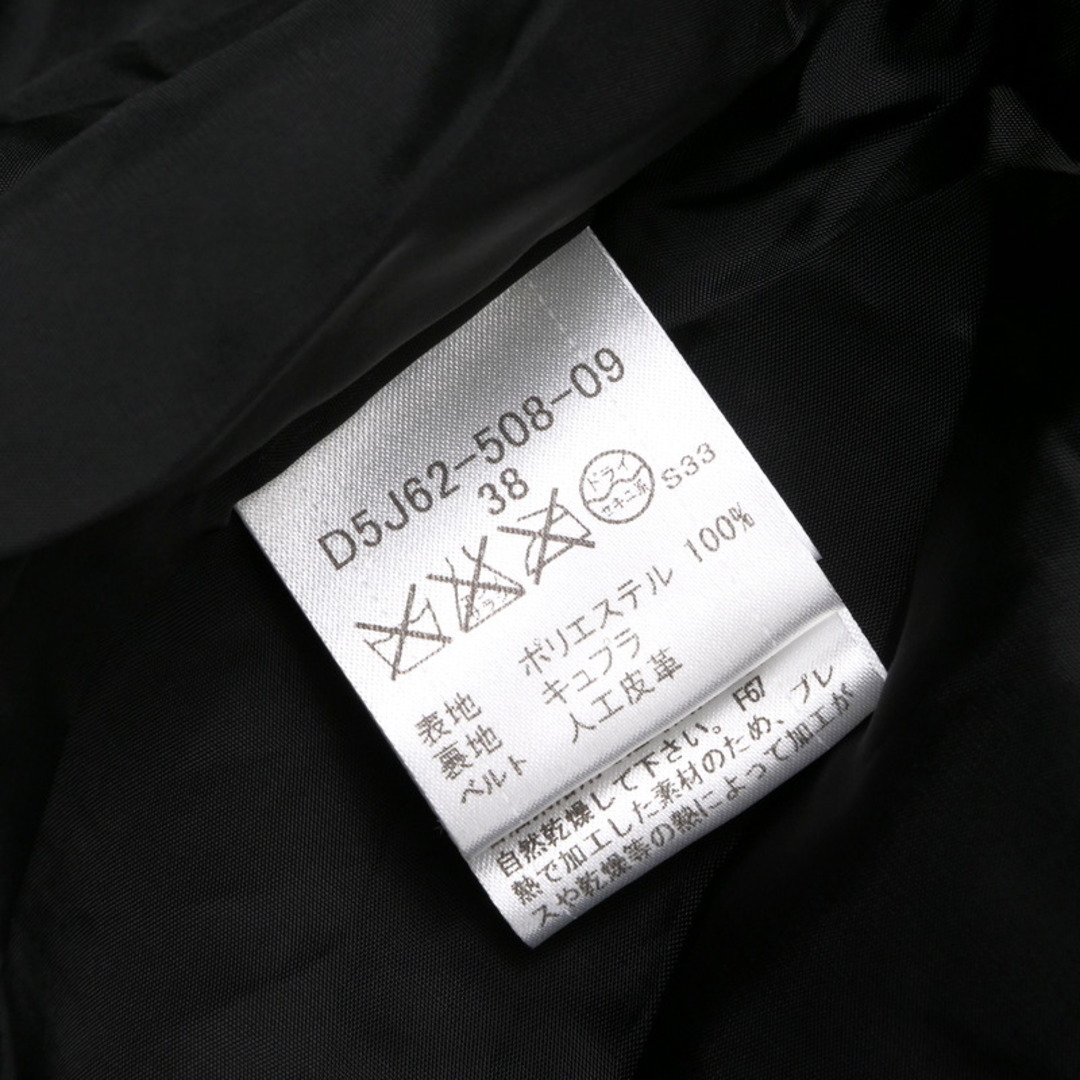 D5J62-508-09
38
ドライ
セキユ系
S33
表地 ポリエステル 100%
裏地 キュプラ
ベルト 人工皮革
自然乾燥して下さい。 F67
熱で加工した素材のため、プレ
スや乾燥等の熱によって加工が